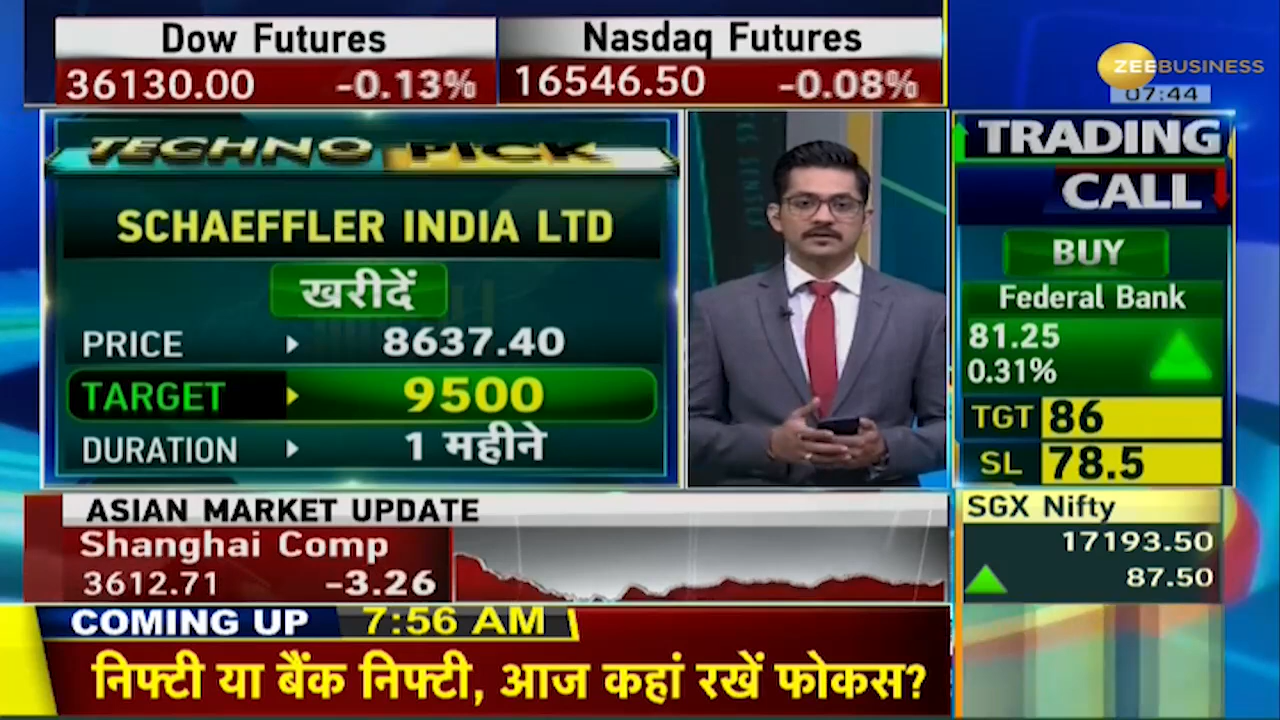 Dow Futures
36130.00 -0.13%
Nasdaq Futures
16546.50 -0.08%
ZEEBUSINESS
07:44
TECHNO PICK
SCHAEFFLER INDIA LTD
खरीदें
PRICE 8637.40
TARGET 9500
DURATION 1 महीने
TRADING
CALL
BUY
Federal Bank
81.25
0.31%
TGT 86
SL 78.5
ASIAN MARKET UPDATE
Shanghai Comp
3612.71 -3.26
SGX Nifty
17193.50
87.50
COMING UP 7:56 AM
निफ्टी या बैंक निफ्टी, आज कहां रखें फोकस?